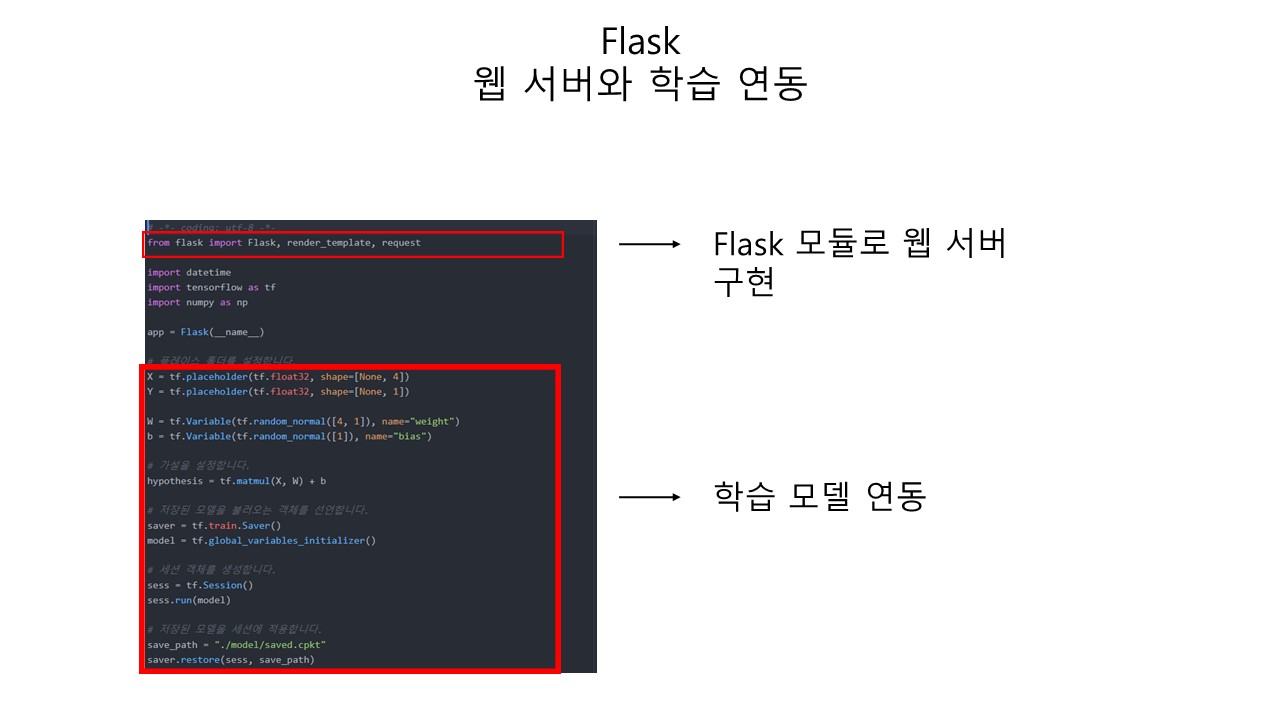 Flask
웹 서버와 학습 연동
# -*- coding: utf-8 -*-
from flask import Flask, render_template, request
import datetime
import tensorflow as tf
import numpy as np
app = Flask(__name__)
# 플레이스 홀더를 설정합니다.
X = tf.placeholder(tf.float32, shape=[None, 4])
Y = tf.placeholder(tf.float32, shape=[None, 1])
W = tf.Variable(tf.random_normal([4, 1]), name="weight")
b = tf.Variable(tf.random_normal([1]), name="bias")
# 가설을 설정합니다.
hypothesis = tf.matmul(X, W) + b
# 저장된 모델을 불러오는 객체를 선언합니다.
saver = tf.train.Saver()
model = tf.global_variables_initializer()
# 세션 객체를 생성합니다.
sess = tf.Session()
sess.run(model)
# 저장된 모델을 세션에 적용합니다.
save_path = "./model/saved.cpkt"
saver.restore(sess, save_path)
Flask 모듈로 웹 서버
구현
학습 모델 연동